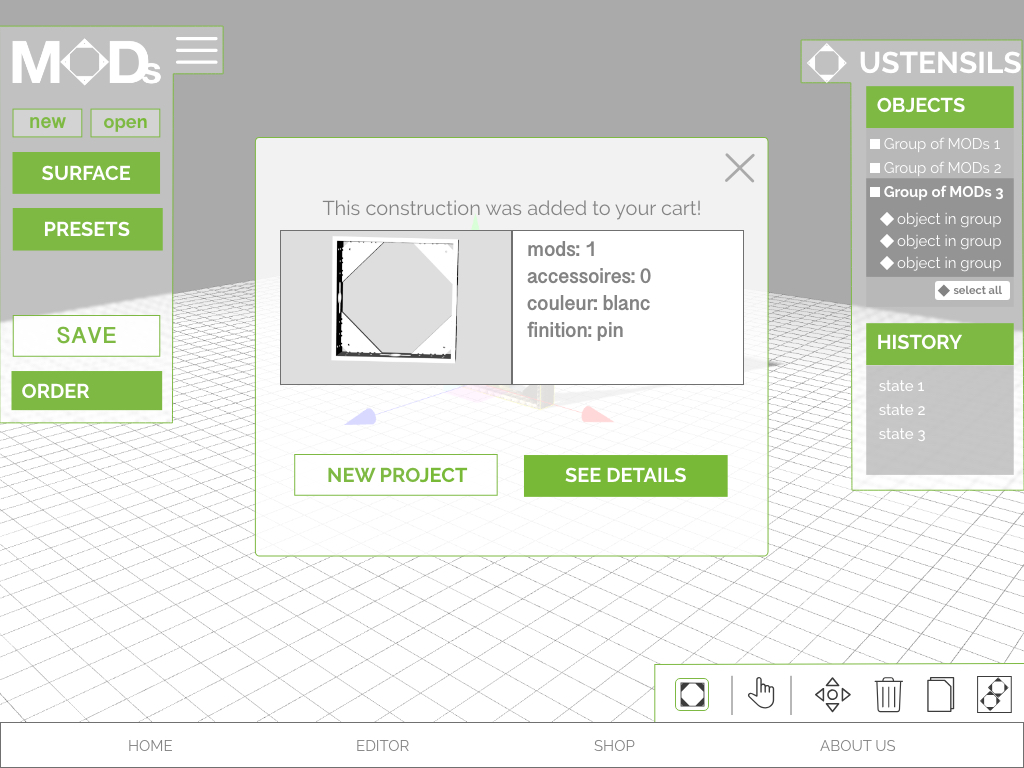 MODs
new open
SURFACE
PRESETS
SAVE
ORDER
This construction was added to your cart!
mods: 1
accessoires: 0
couleur: blanc
finition: pin
NEW PROJECT
SEE DETAILS
USTENSILS
OBJECTS
Group of MODs 1
Group of MODs 2
Group of MODs 3
object in group
object in group
object in group
select all
HISTORY
state 1
state 2
state 3
HOME
EDITOR
SHOP
ABOUT US